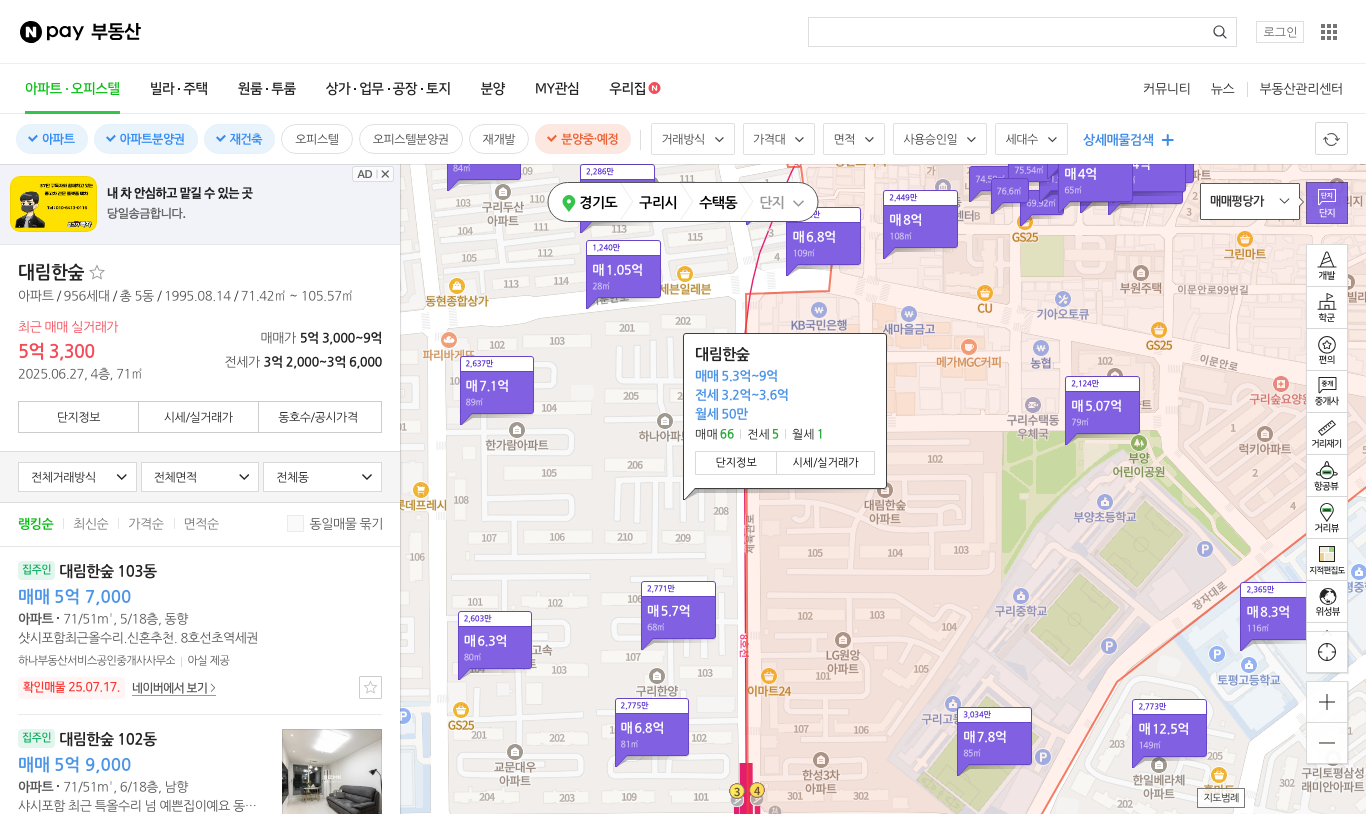 N pay 부동산
로그인
아파트·오피스텔
빌라·주택
원룸·투룸
상가·업무·공장·토지
분양
MY관심
우리집 N
커뮤니티
뉴스
부동산관리센터
아파트
아파트분양권
재건축
오피스텔
오피스텔분양권
재개발
분양중·예정
거래방식
가격대
면적
사용승인일
세대수
상세매물검색
AD
내 차 안심하고 맡길 수 있는 곳
당일송금합니다.
대림한숲
아파트 / 956세대 / 총 5동 / 1995.08.14 / 71.42㎡ ~ 105.57㎡
최근 매매 실거래가
5억 3,300
2025.06.27, 4층, 71㎡
매매가 5억 3,000~9억
전세가 3억 2,000~3억 6,000
단지정보
시세/실거래가
동호수/공시가격
전체거래방식
전체면적
전체동
랭킹순
최신순
가격순
면적순
동일매물 묶기
집주인 대림한숲 103동
매매 5억 7,000
아파트 · 71/51㎡, 5/18층, 동향
샷시포함최근올수리.신혼추천. 8호선초역세권
하나부동산서비스공인중개사사무소
아실 제공
확인매물 25.07.17.
네이버에서 보기
집주인 대림한숲 102동
매매 5억 9,000
아파트 · 71/51㎡, 6/18층, 남향
샤시포함 최근 특올수리 넘 예쁜집이예요 동…
경기도
구리시
수택동
단지
매매평당가
단지
개발
학군
편의
중개
중개사
거리재기
항공뷰
거리뷰
지적편집도
위성뷰
지도범례
대림한숲
매매 5.3억~9억
전세 3.2억~3.6억
월세 50만
매매 66
전세 5
월세 1
단지정보
시세/실거래가
84㎡
2,286만
1,240만
매 1.05억
28㎡
매 6.8억
109㎡
2,449만
매 8억
108㎡
75.54㎡
76.6㎡
69.92㎡
매 4억
65㎡
2,637만
매 7.1억
89㎡
2,124만
매 5.07억
79㎡
2,771만
매 5.7억
68㎡
2,603만
매 6.3억
80㎡
2,775만
매 6.8억
81㎡
3,034만
매 7.8억
85㎡
2,773만
매 12.5억
149㎡
2,365만
매 8.3억
116㎡
구리두산
아파트
동현종합상가
세븐일레븐
파리바게뜨
KB국민은행
새마을금고
메가MGC커피
CU
GS25
그린마트
부원주택
기아오토큐
농협
GS25
이문안로99번길
이문안로
구리수택동
우체국
부양
어린이공원
부양초등학교
럭키아파트
구리숲요양원
한가람아파트
하나아파트
대림한숲
아파트
체육관로
8호선
구리중학교
장자대로
LG원앙
아파트
이마트24
구리한양
GS25
교문대우
아파트
한성3차
아파트
한일베라체
아파트
토평고등학교
구리토평삼성
래미안아파트
3
4